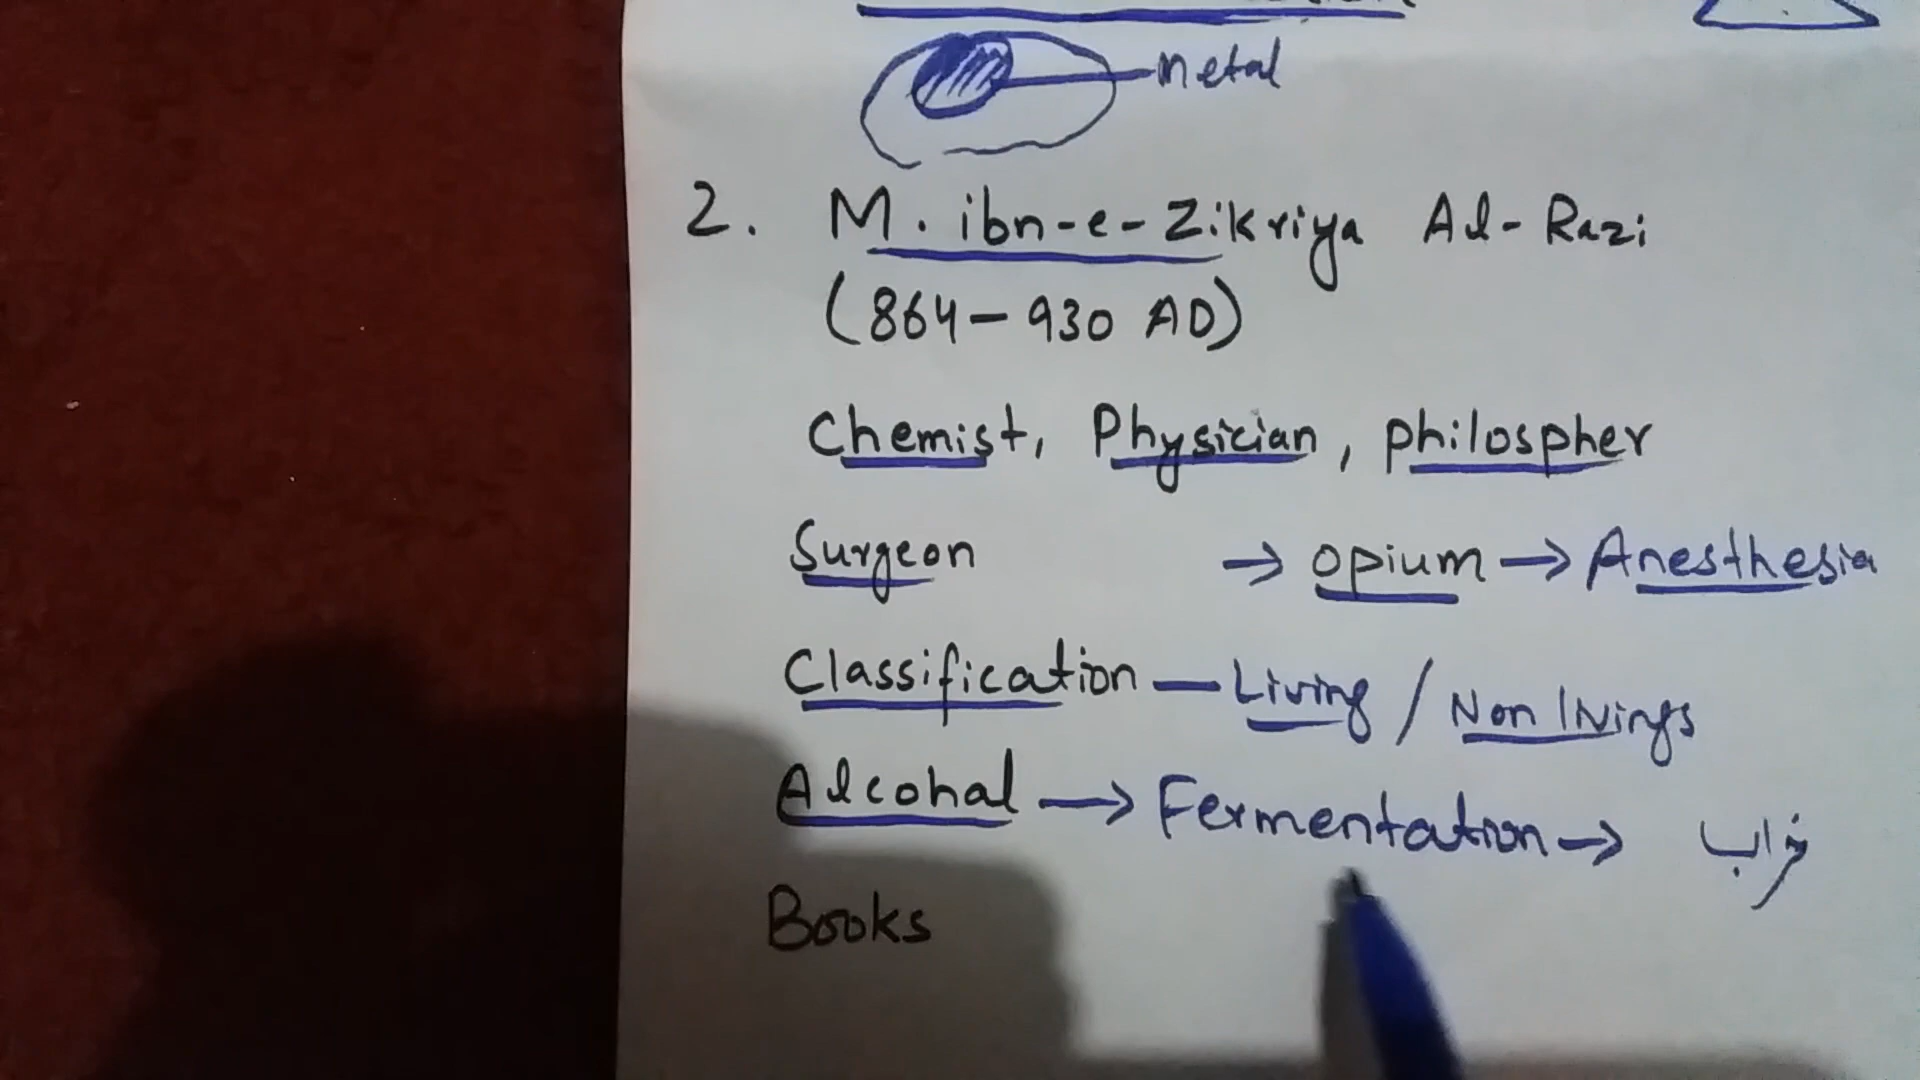 Metal
2. M. ibn-e-Zikriya Al-Razi
(864-930 AD)
Chemist, Physician, philospher
Surgeon → opium → Anesthesia
Classification — Living / Non livings
Alcohal → Fermentation → خراب
Books